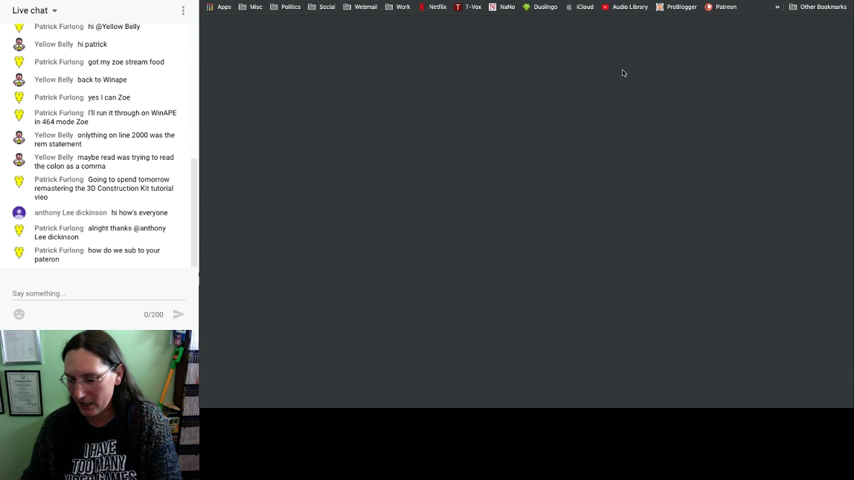 Live chat
Patrick Furlong hi @Yellow Belly
Yellow Belly hi patrick
Patrick Furlong got my zoe stream food
Yellow Belly back to Winape
Patrick Furlong yes I can Zoe
Patrick Furlong I'll run it through on WinAPE
in 464 mode Zoe
Yellow Belly onlything on line 2000 was the
rem statement
Yellow Belly maybe read was trying to read
the colon as a comma
Patrick Furlong Going to spend tomorrow
remastering the 3D Construction Kit tutorial
vieo
anthony Lee dickinson hi how's everyone
Patrick Furlong alright thanks @anthony
Lee dickinson
Patrick Furlong how do we sub to your
pateron
Say something...
0/200
Apps Misc Politics Social Webmail Work Netflix T-Vox NaNo Duolingo iCloud Audio Library ProBlogger Patreon » Other Bookmarks
I HAVE
TOO MANY
VIDEO GAMES